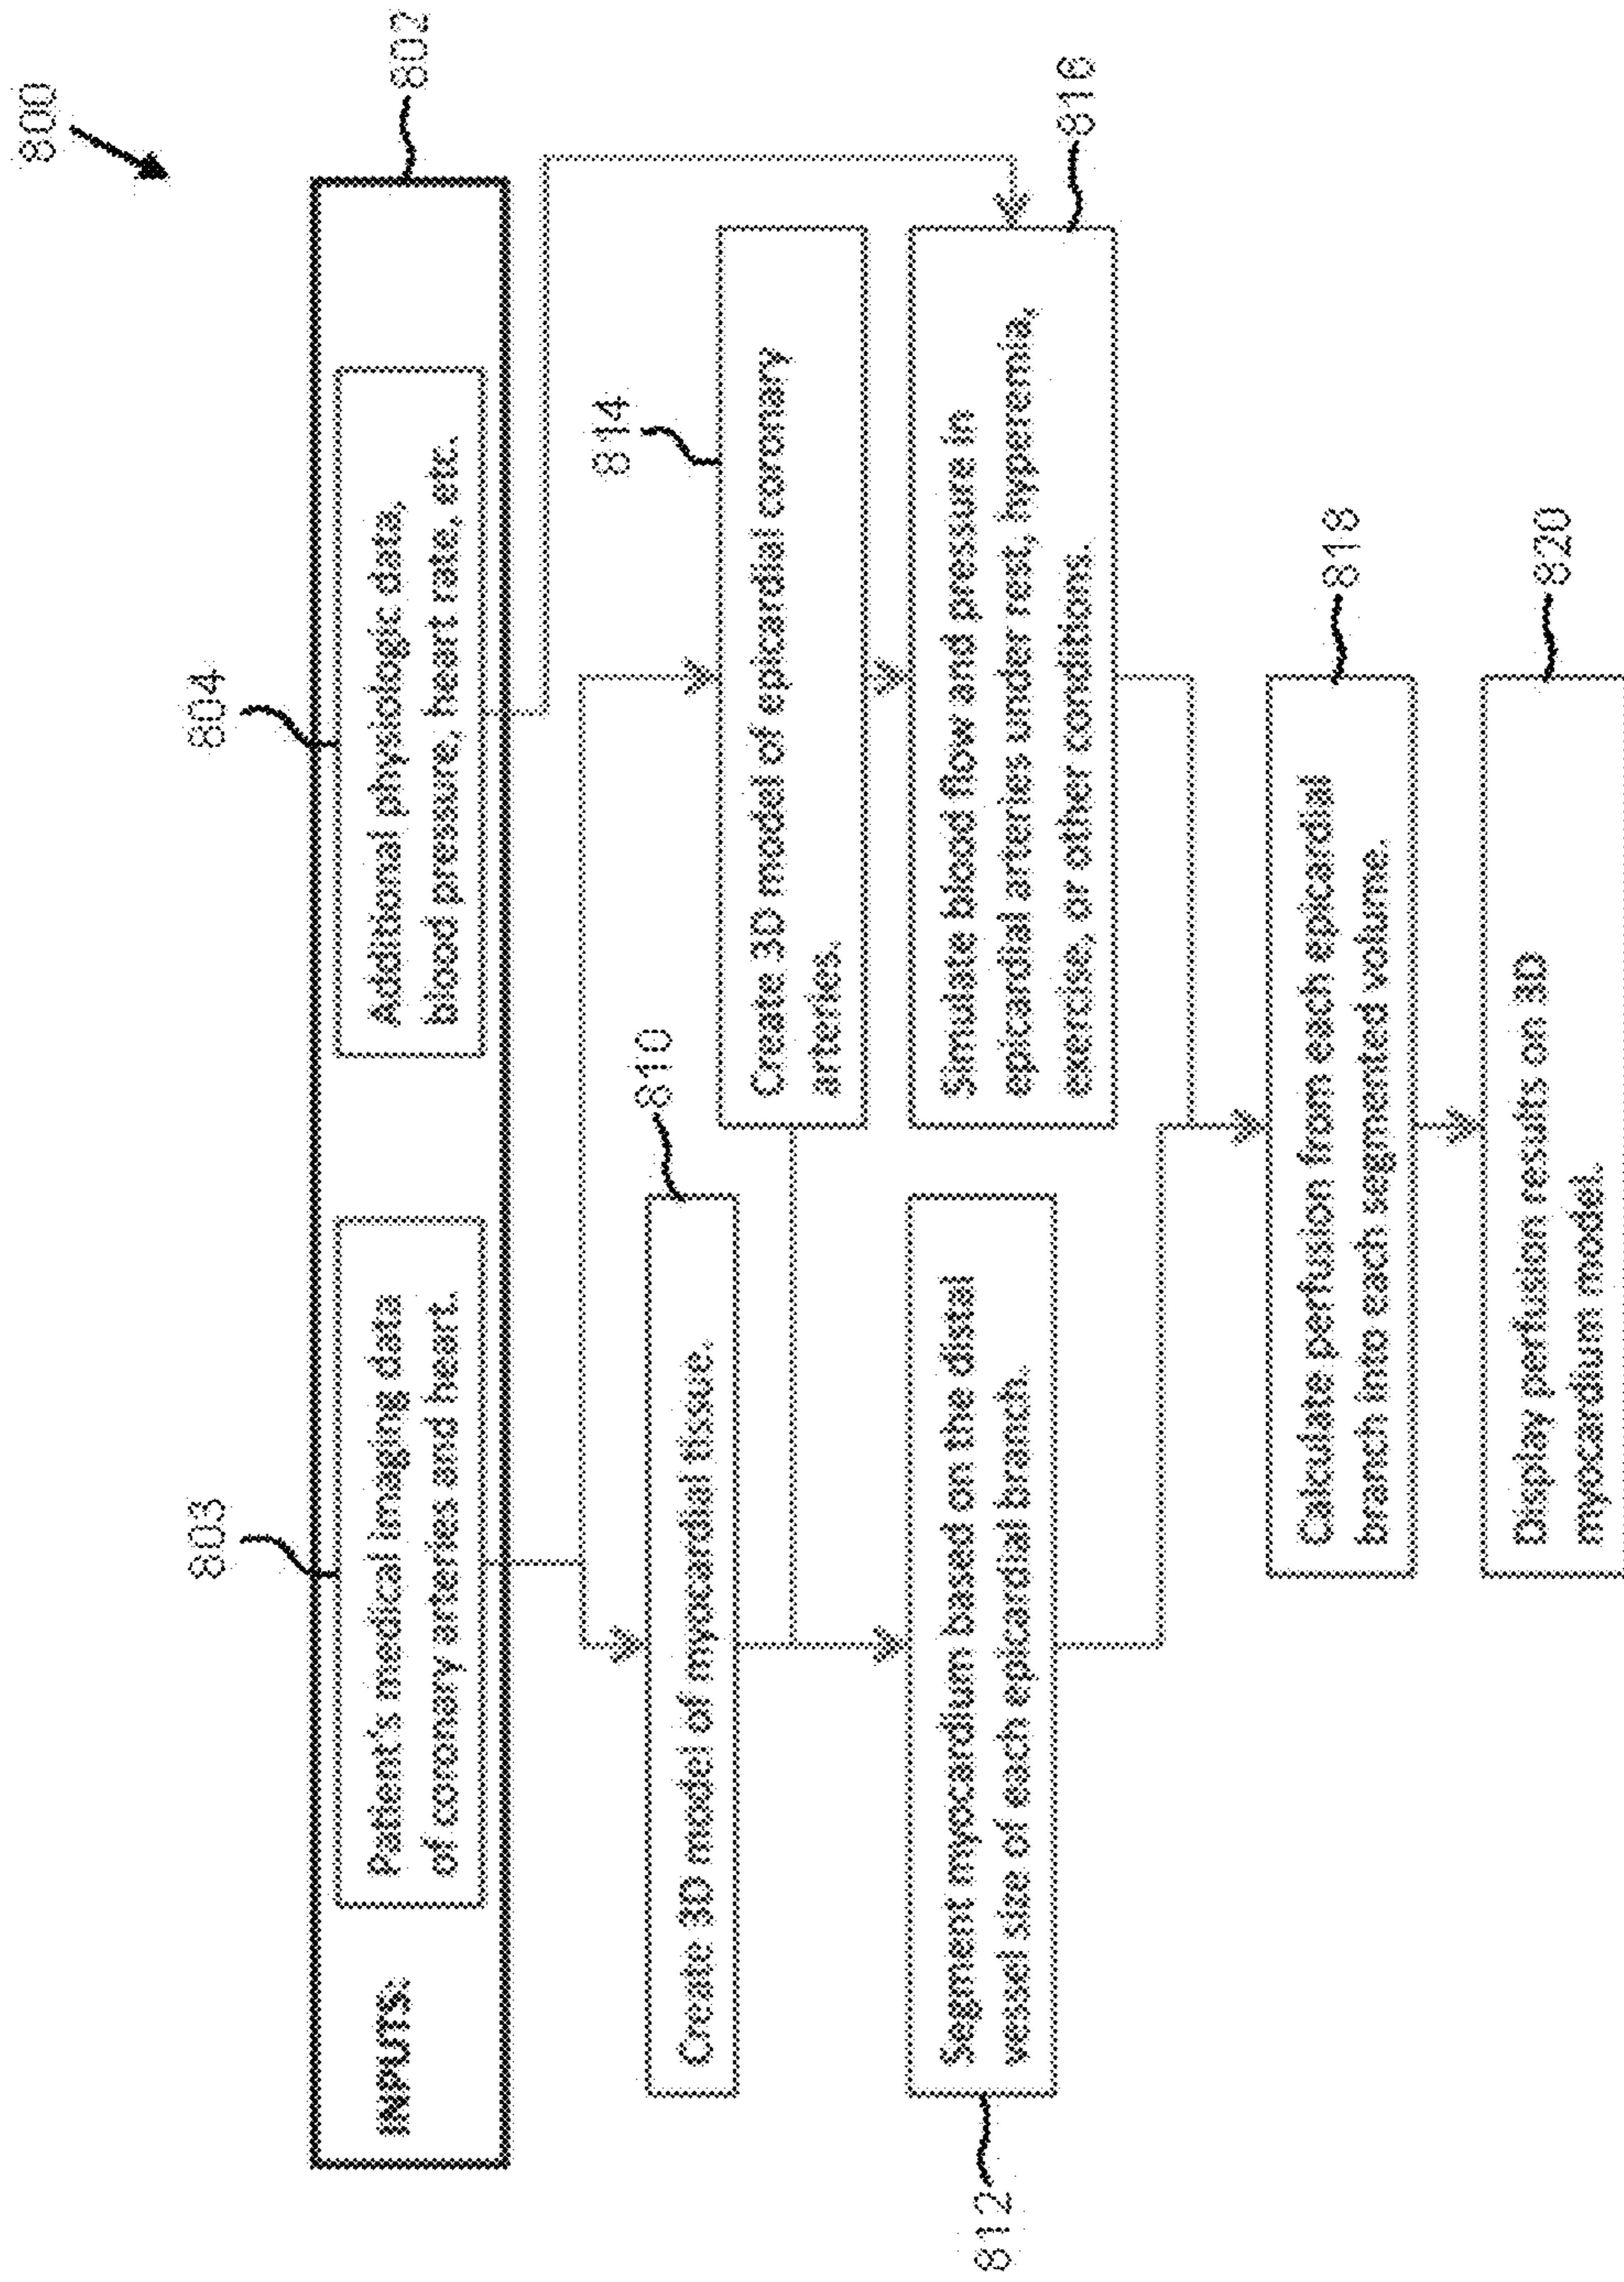 800
802
803
804
INPUTS:
Patient's medical imaging data
of coronary arteries and heart.
Additional physiologic data,
blood pressure, heart rate, etc.
810
Create 3D model of myocardial tissue.
814
Create 3D model of epicardial coronary
arteries.
812
Segment myocardium based on the distal
vessel size of each epicardial branch.
816
Simulate blood flow and pressure in
epicardial arteries under rest, hyperemia,
exercise, or other conditions.
818
Calculate perfusion from each epicardial
branch into each segmented volume.
820
Display perfusion results on 3D
myocardium model.